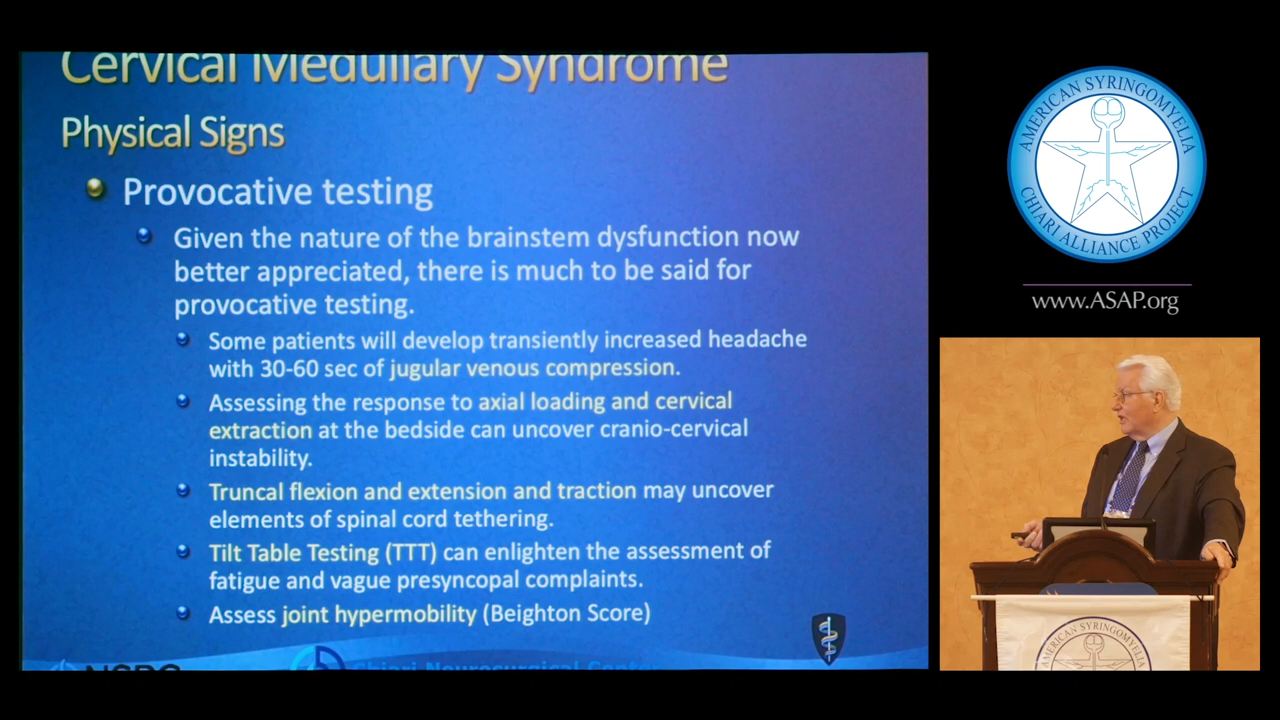 Cervical Medullary Syndrome
Physical Signs
Provocative testing
Given the nature of the brainstem dysfunction now
better appreciated, there is much to be said for
provocative testing.
Some patients will develop transiently increased headache
with 30-60 sec of jugular venous compression.
Assessing the response to axial loading and cervical
extraction at the bedside can uncover cranio-cervical
instability.
Truncal flexion and extension and traction may uncover
elements of spinal cord tethering.
Tilt Table Testing (TTT) can enlighten the assessment of
fatigue and vague presyncopal complaints.
Assess joint hypermobility (Beighton Score)
Chiari Neurosurgical Center
AMERICAN SYRINGOMYELIA
CHIARI ALLIANCE PROJECT
www.ASAP.org
AMERICAN SYRINGOMYELIA